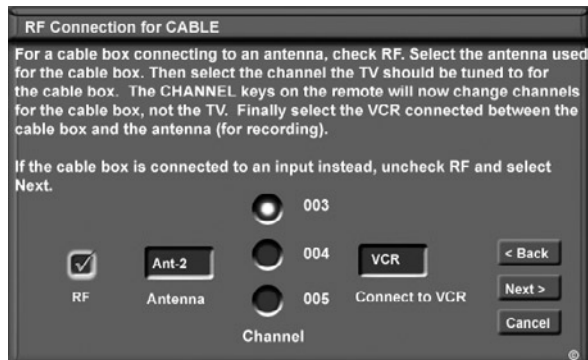 RF Connection for CABLE
For a cable box connecting to an antenna, check RF. Select the antenna used
for the cable box. Then select the channel the TV should be tuned to for
the cable box. The CHANNEL keys on the remote will now change channels
for the cable box, not the TV. Finally select the VCR connected between the
cable box and the antenna (for recording).
If the cable box is connected to an input instead, uncheck RF and select
Next.
003
Ant-2
004
VCR
< Back
RF
Antenna
005
Connect to VCR
Next >
Channel
Cancel
©